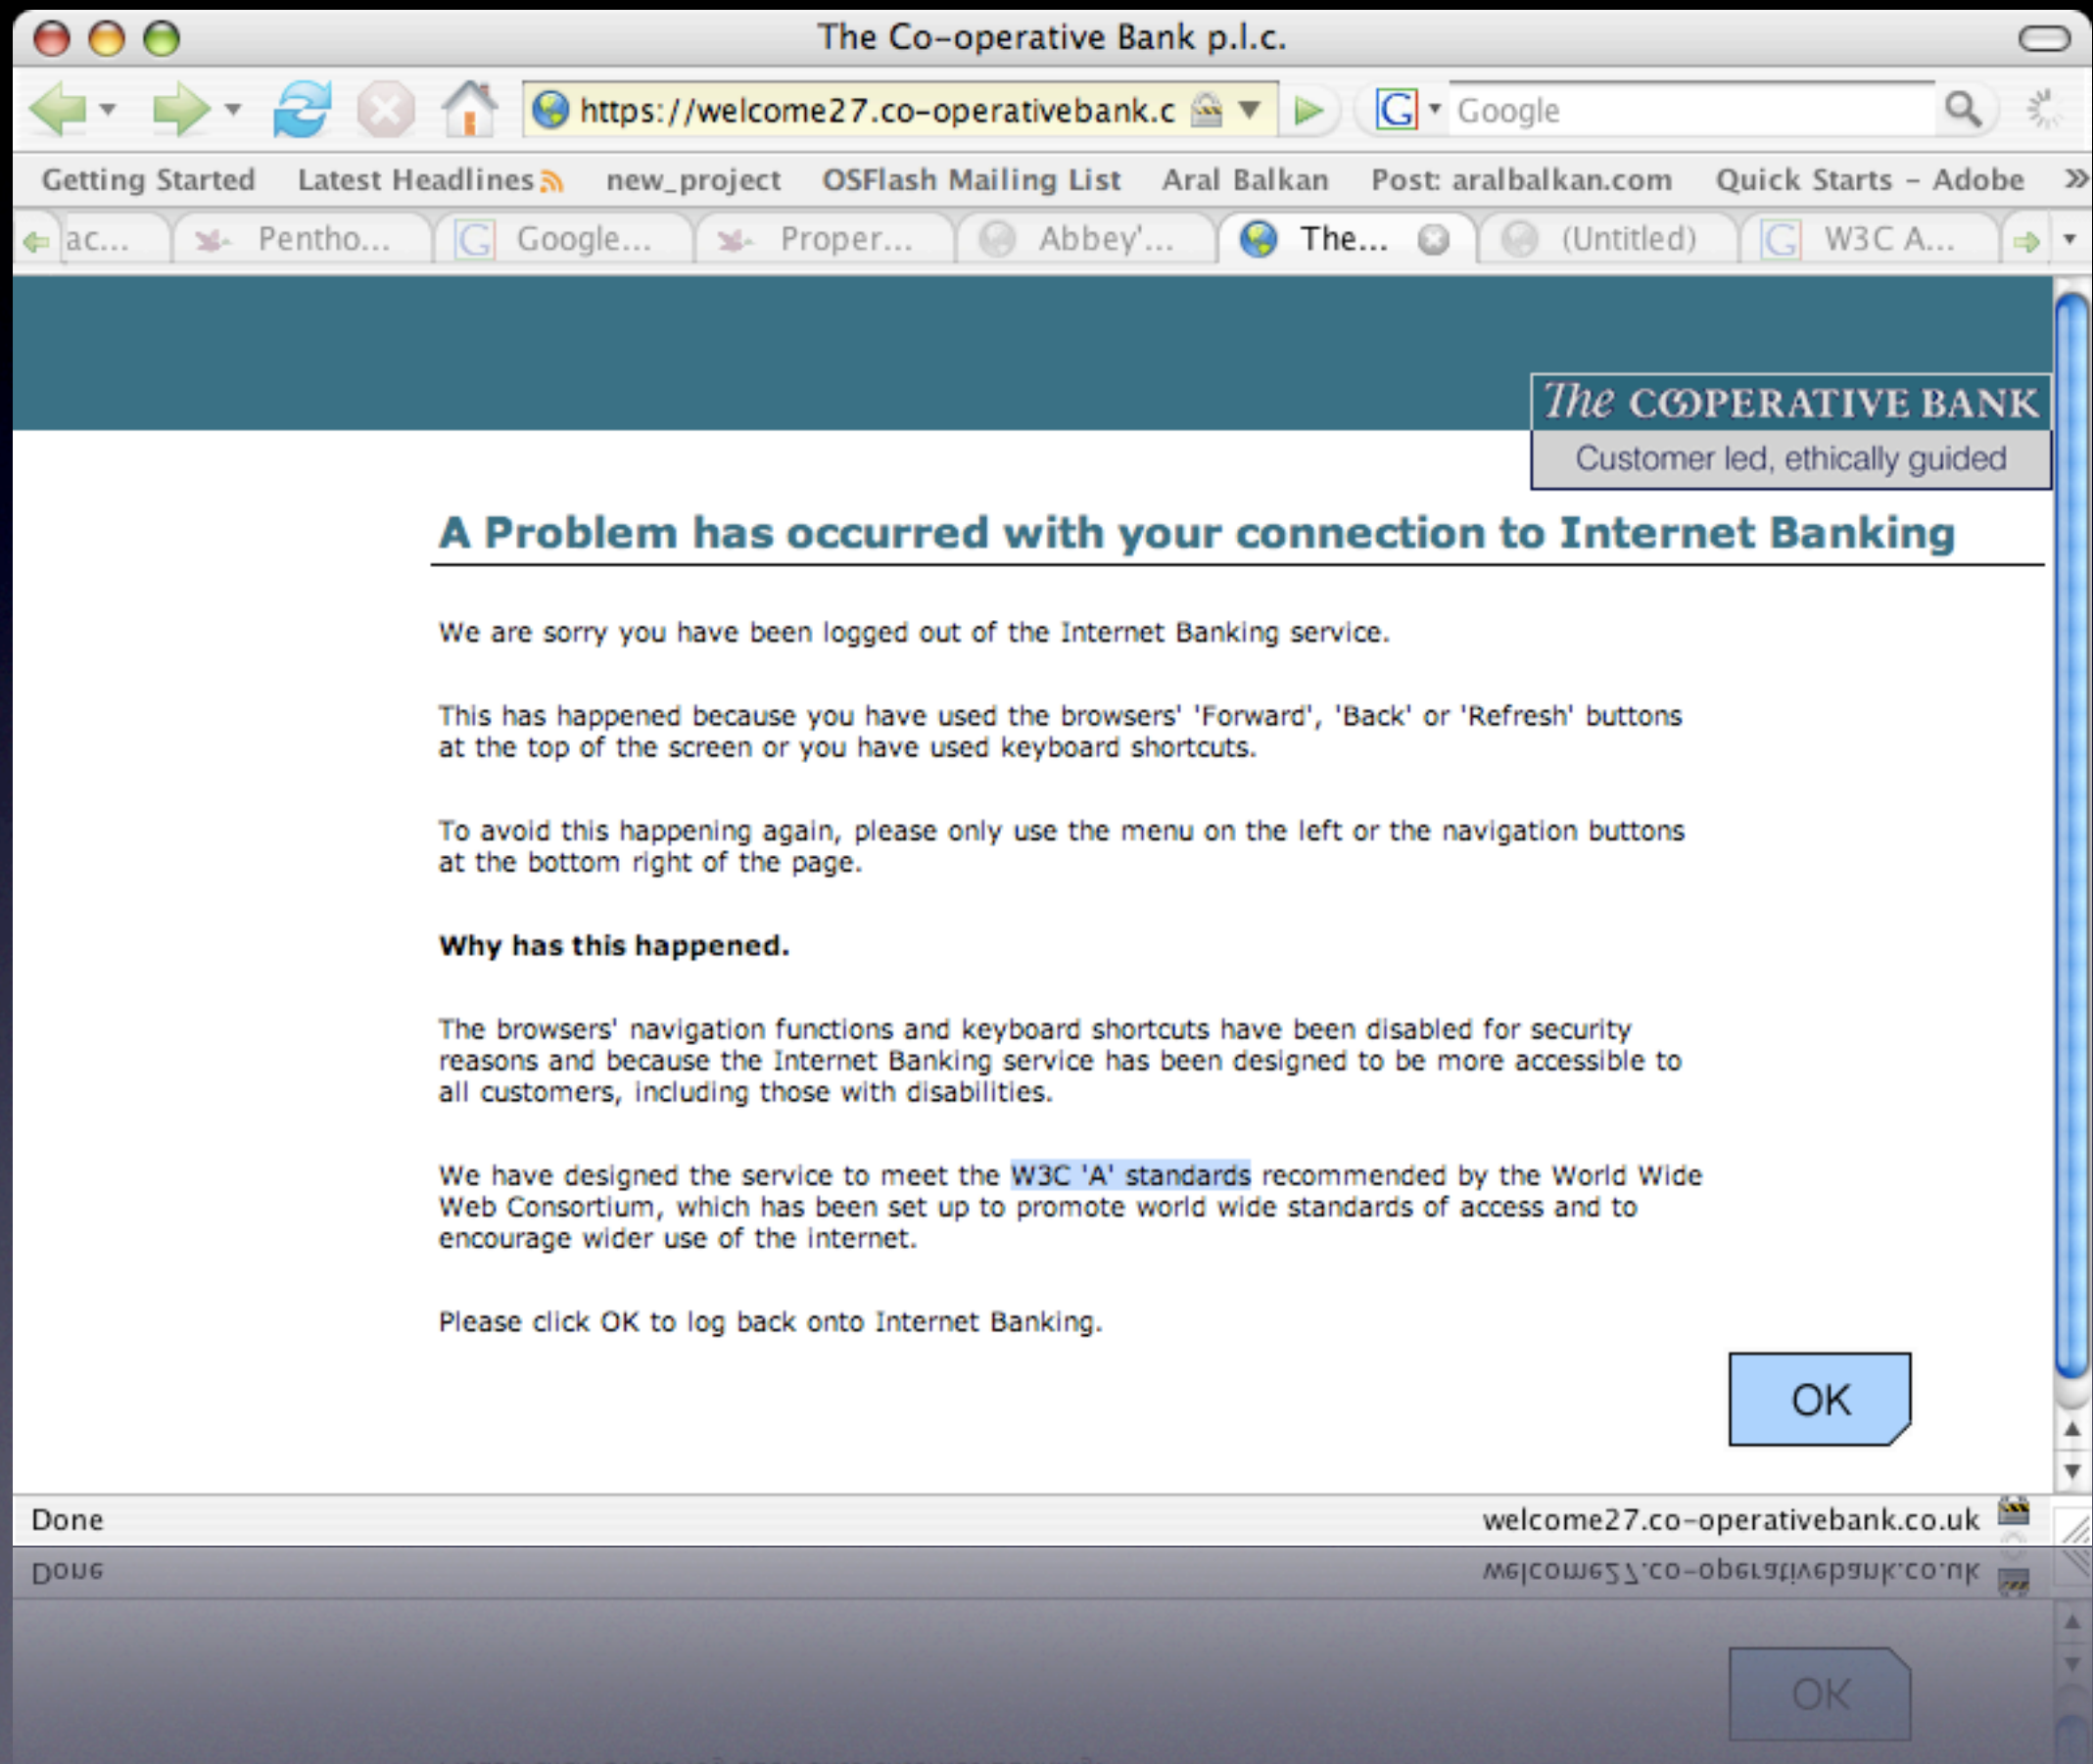 The Co-operative Bank p.l.c.
https://welcome27.co-operativebank.c
G Google
Getting Started Latest Headlines new_project OSFlash Mailing List Aral Balkan Post: aralbalkan.com Quick Starts - Adobe »
ac... Pentho... G Google... Proper... Abbey'... The... (Untitled) G W3C A...
The COOPERATIVE BANK
Customer led, ethically guided
A Problem has occurred with your connection to Internet Banking
We are sorry you have been logged out of the Internet Banking service.
This has happened because you have used the browsers' 'Forward', 'Back' or 'Refresh' buttons
at the top of the screen or you have used keyboard shortcuts.
To avoid this happening again, please only use the menu on the left or the navigation buttons
at the bottom right of the page.
Why has this happened.
The browsers' navigation functions and keyboard shortcuts have been disabled for security
reasons and because the Internet Banking service has been designed to be more accessible to
all customers, including those with disabilities.
We have designed the service to meet the W3C 'A' standards recommended by the World Wide
Web Consortium, which has been set up to promote world wide standards of access and to
encourage wider use of the internet.
Please click OK to log back onto Internet Banking.
OK
Done welcome27.co-operativebank.co.uk
Done welcome27.co-operativebank.co.uk
OK